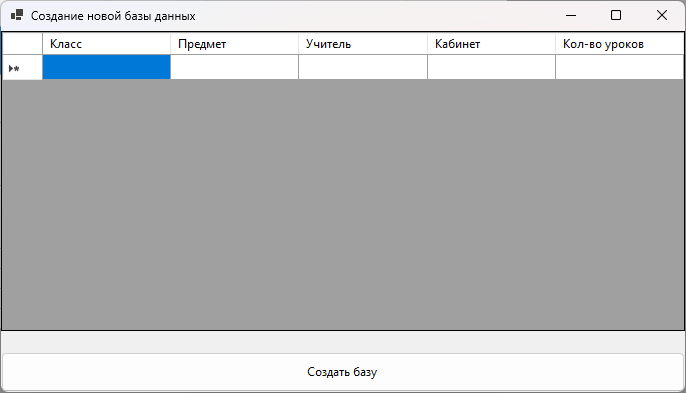 Создание новой базы данных
Класс Предмет Учитель Кабинет Кол-во уроков
Создать базу